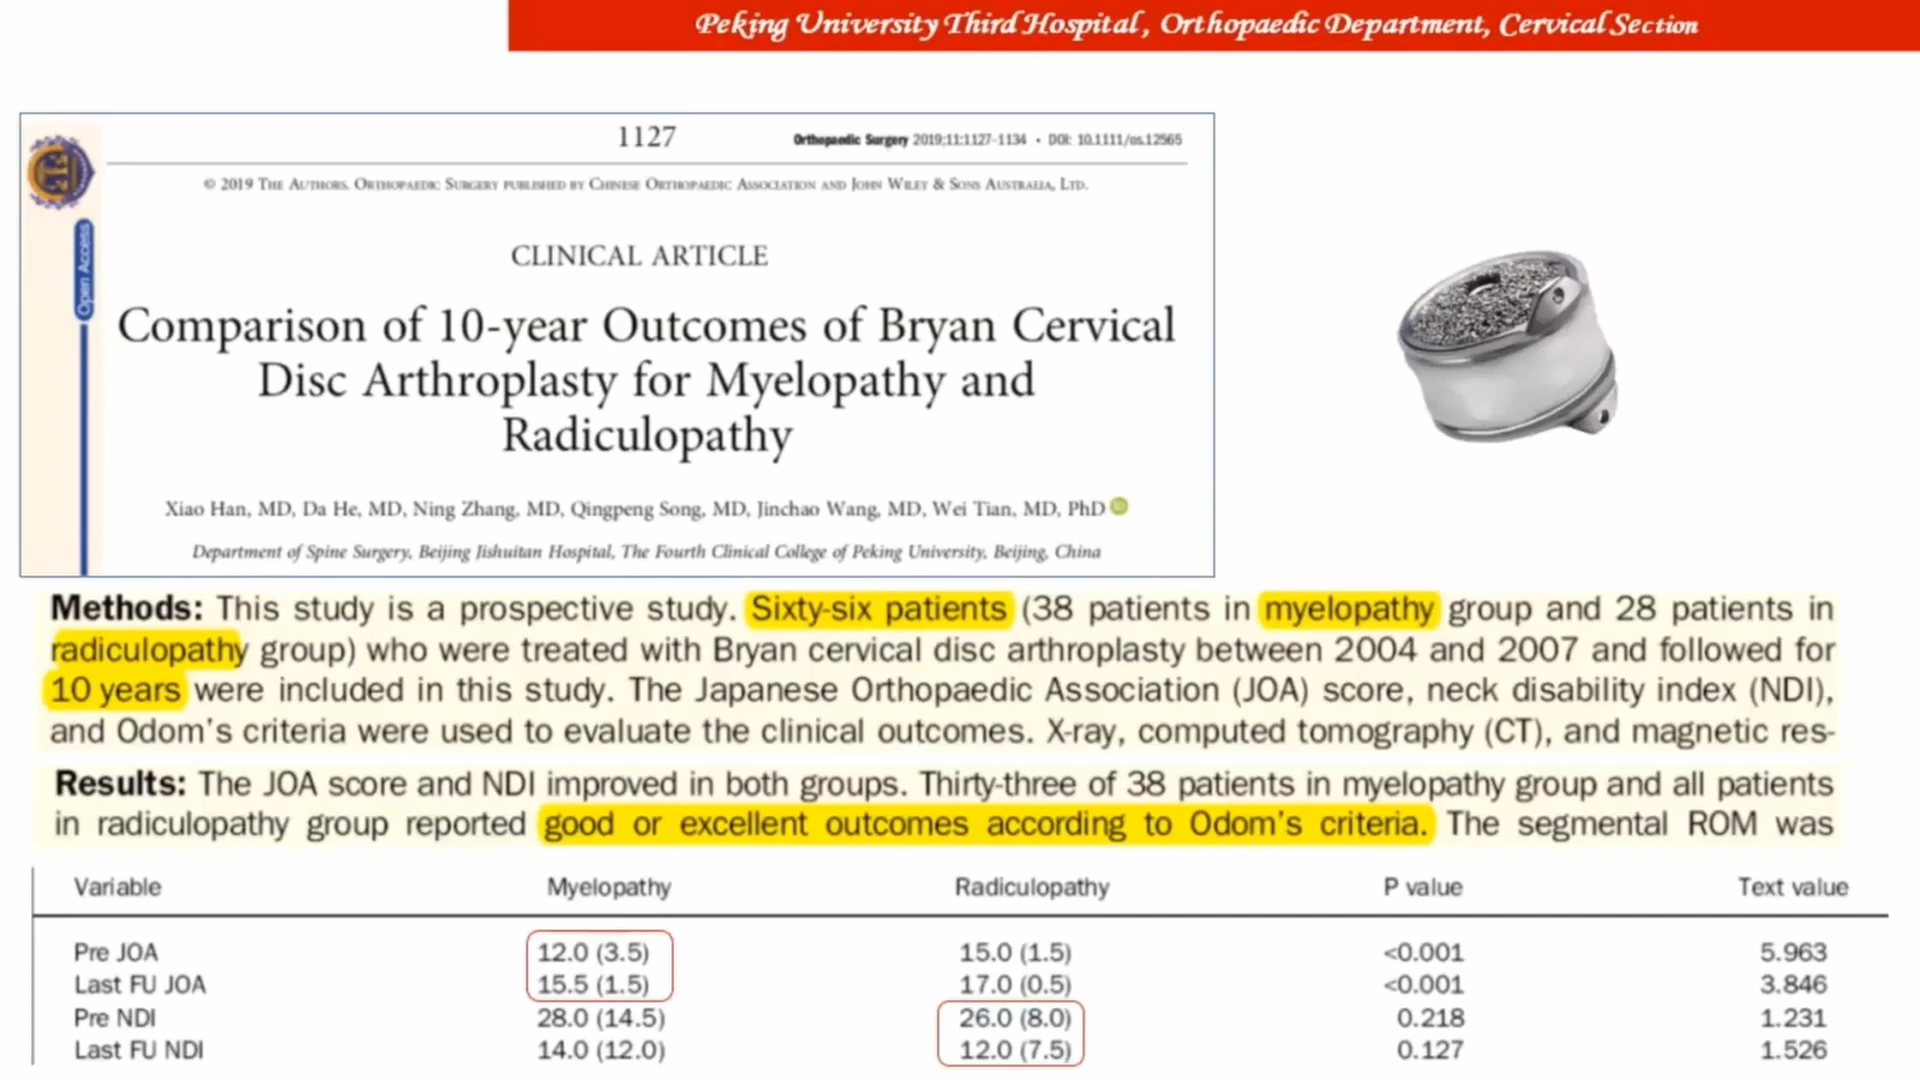 Peking University Third Hospital, Orthopaedic Department, Cervical Section
1127
Orthopaedic Surgery 2019;11:1127-1134 • DOI: 10.1111/os.12565
© 2019 The Authors. Orthopaedic Surgery published by Chinese Orthopaedic Association and John Wiley & Sons Australia, Ltd.
Open Access
CLINICAL ARTICLE
Comparison of 10-year Outcomes of Bryan Cervical
Disc Arthroplasty for Myelopathy and
Radiculopathy
Xiao Han, MD, Da He, MD, Ning Zhang, MD, Qingpeng Song, MD, Jinchao Wang, MD, Wei Tian, MD, PhD
Department of Spine Surgery, Beijing Jishuitan Hospital, The Fourth Clinical College of Peking University, Beijing, China
Methods: This study is a prospective study. Sixty-six patients (38 patients in myelopathy group and 28 patients in
radiculopathy group) who were treated with Bryan cervical disc arthroplasty between 2004 and 2007 and followed for
10 years were included in this study. The Japanese Orthopaedic Association (JOA) score, neck disability index (NDI),
and Odom's criteria were used to evaluate the clinical outcomes. X-ray, computed tomography (CT), and magnetic res-
Results: The JOA score and NDI improved in both groups. Thirty-three of 38 patients in myelopathy group and all patients
in radiculopathy group reported good or excellent outcomes according to Odom's criteria. The segmental ROM was
Variable Myelopathy Radiculopathy P value Text value
Pre JOA 12.0 (3.5) 15.0 (1.5) <0.001 5.963
Last FU JOA 15.5 (1.5) 17.0 (0.5) <0.001 3.846
Pre NDI 28.0 (14.5) 26.0 (8.0) 0.218 1.231
Last FU NDI 14.0 (12.0) 12.0 (7.5) 0.127 1.526